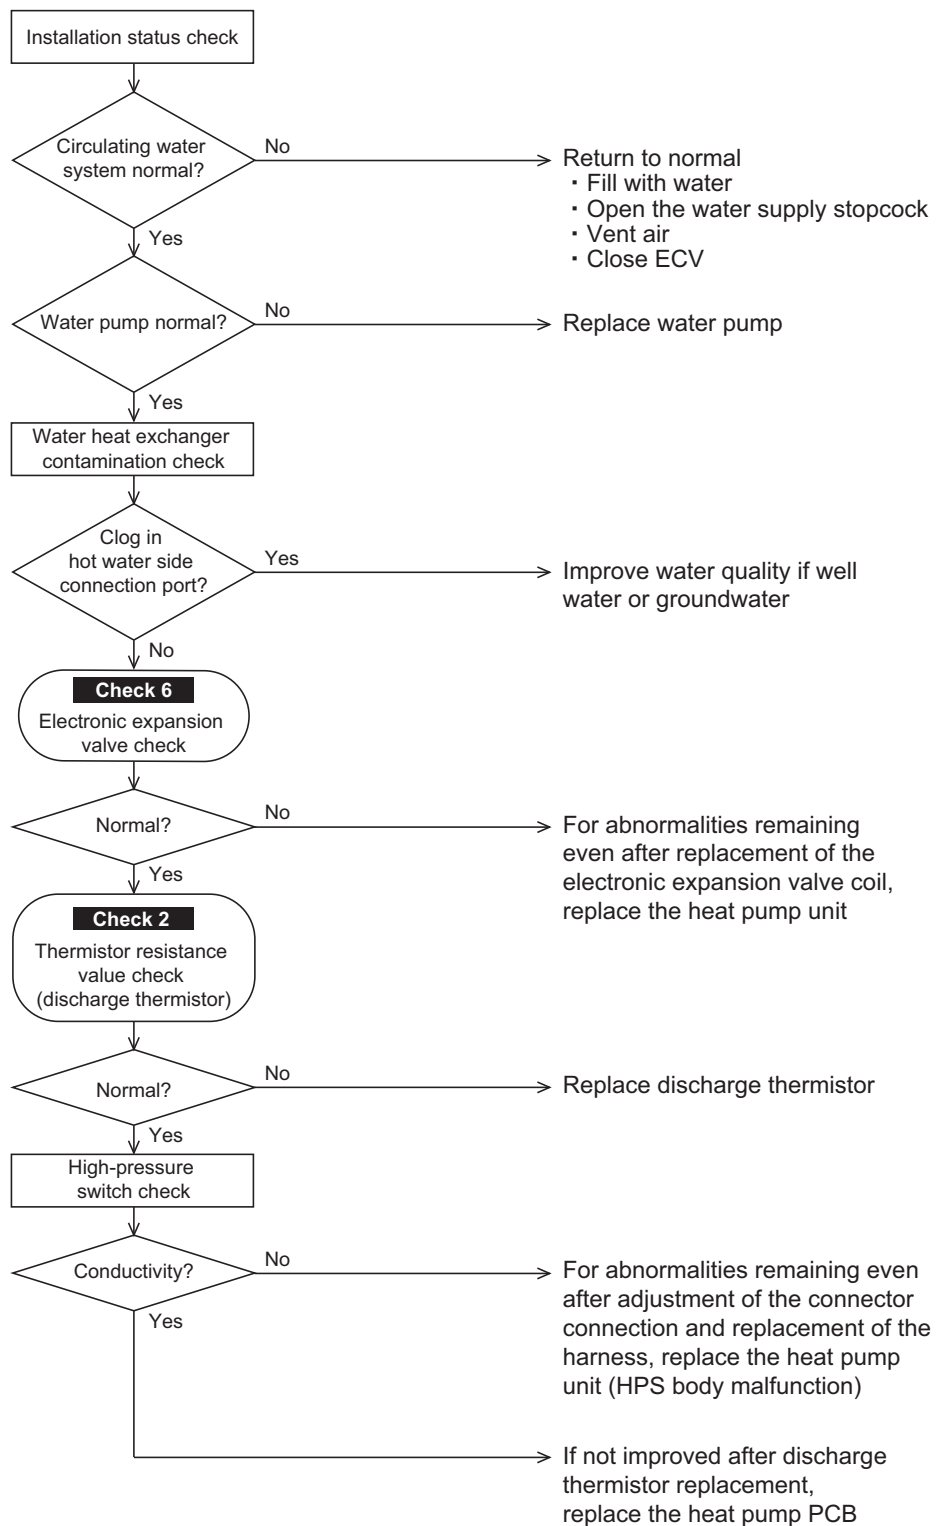 Installation status check
Circulating water
system normal?
No
Return to normal
・Fill with water
・Open the water supply stopcock
・Vent air
・Close ECV
Yes
Water pump normal?
No
Replace water pump
Yes
Water heat exchanger
contamination check
Clog in
hot water side
connection port?
Yes
Improve water quality if well
water or groundwater
No
Check 6
Electronic expansion
valve check
Normal?
No
For abnormalities remaining
even after replacement of the
electronic expansion valve coil,
replace the heat pump unit
Yes
Check 2
Thermistor resistance
value check
(discharge thermistor)
Normal?
No
Replace discharge thermistor
Yes
High-pressure
switch check
Conductivity?
No
For abnormalities remaining even
after adjustment of the connector
connection and replacement of the
harness, replace the heat pump
unit (HPS body malfunction)
Yes
If not improved after discharge
thermistor replacement,
replace the heat pump PCB